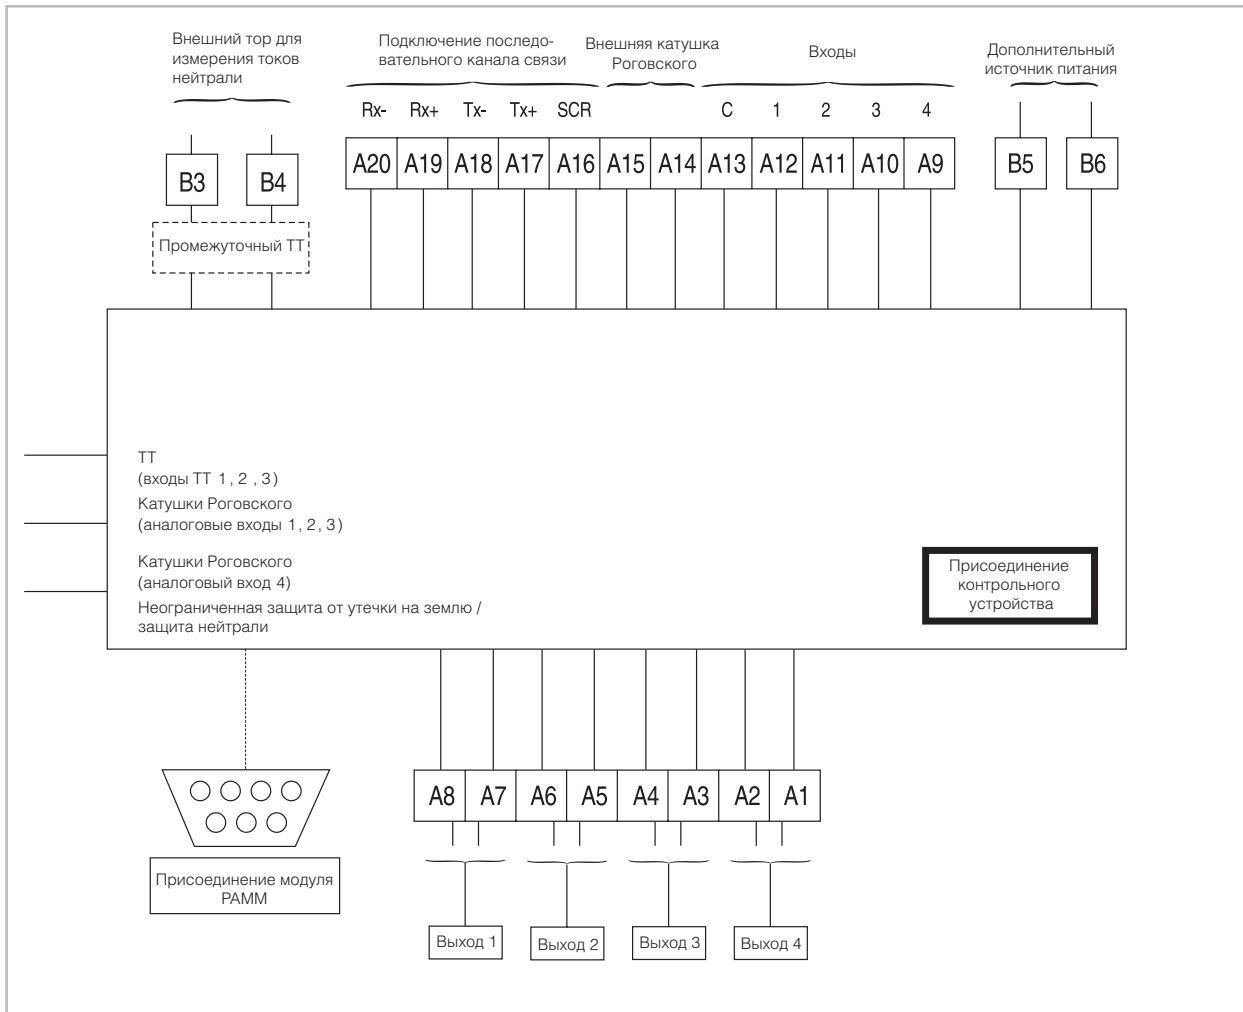 Внешний тор для
измерения токов
нейтрали
Подключение последо-
вательного канала связи
Внешняя катушка
Роговского
Входы
Дополнительный
источник питания
Rx- Rx+ Tx- Tx+ SCR C 1 2 3 4
B3 B4 A20 A19 A18 A17 A16 A15 A14 A13 A12 A11 A10 A9 B5 B6
Промежуточный ТТ
ТТ
(входы ТТ 1, 2 , 3)
Катушки Роговского
(аналоговые входы 1, 2, 3)
Катушки Роговского
(аналоговый вход 4)
Неограниченная защита от утечки на землю /
защита нейтрали
Присоединение
контрольного
устройства
A8 A7 A6 A5 A4 A3 A2 A1
Присоединение модуля
РАММ
Выход 1 Выход 2 Выход 3 Выход 4